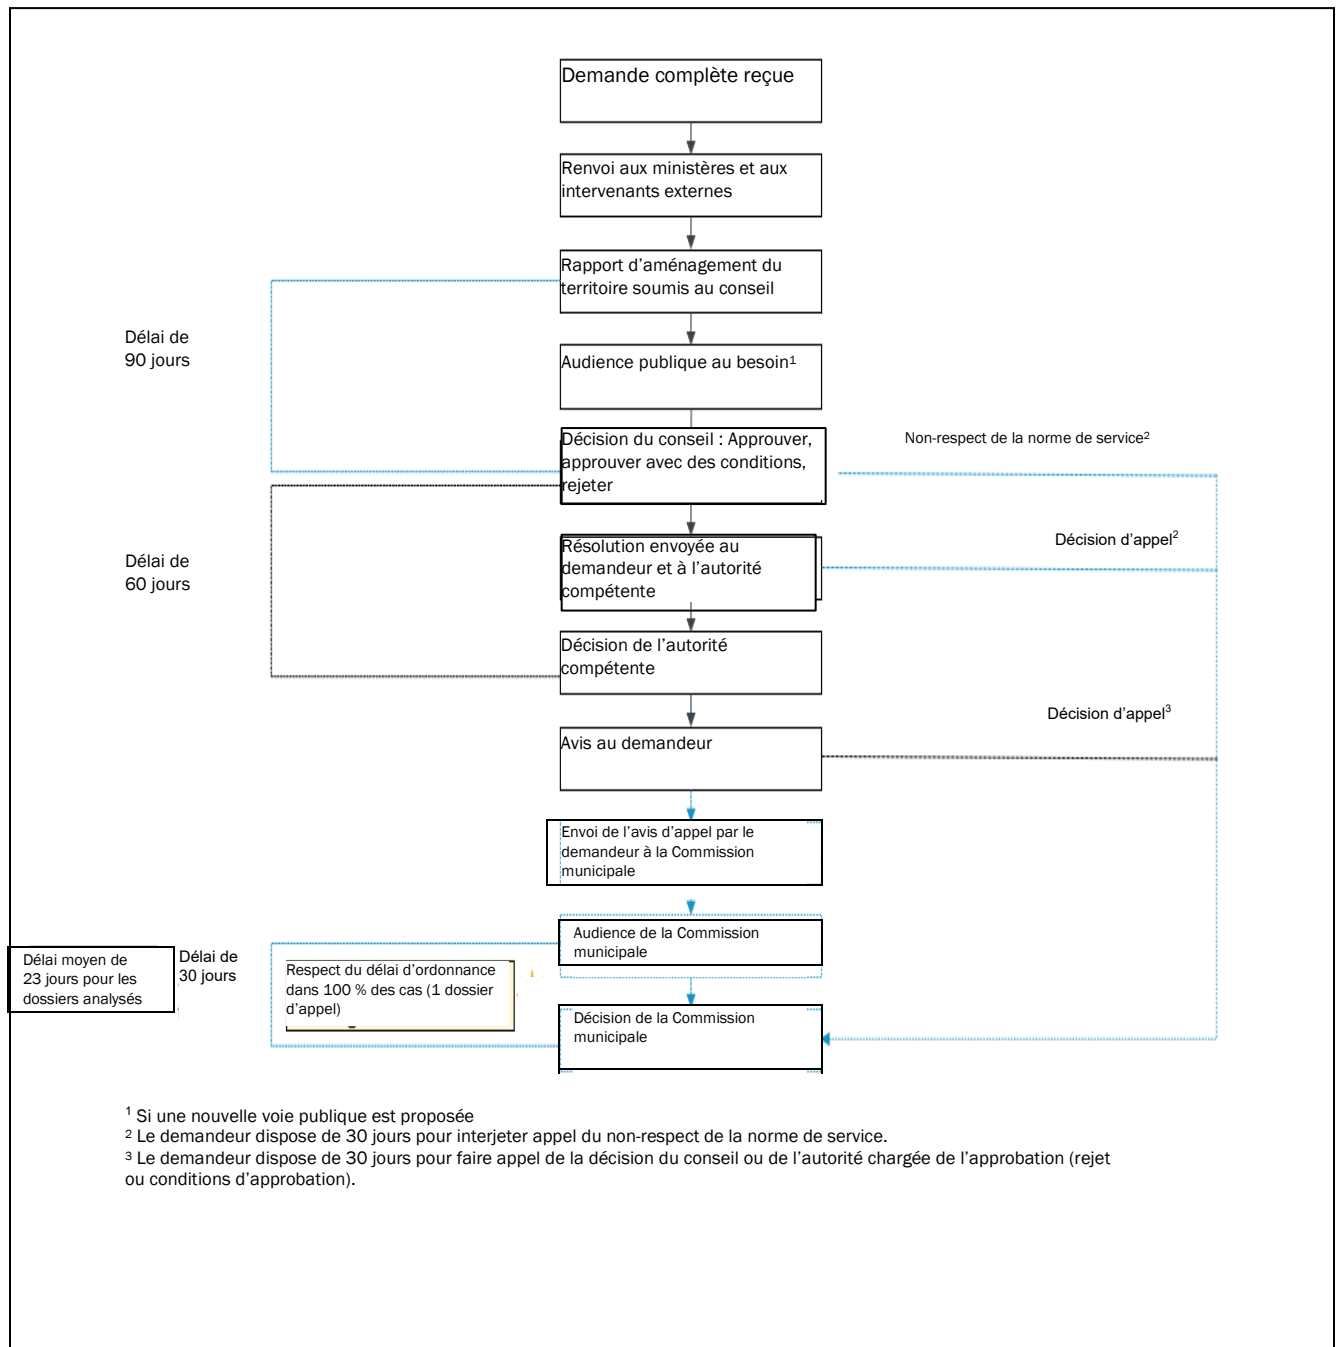 Demande complète reçue
Renvoi aux ministères et aux
intervenants externes
Rapport d’aménagement du
territoire soumis au conseil
Délai de
90 jours
Audience publique au besoin¹
Décision du conseil : Approuver,
approuver avec des conditions,
rejeter
Non-respect de la norme de service²
Résolution envoyée au
demandeur et à l’autorité
compétente
Décision d’appel²
Délai de
60 jours
Décision de l’autorité
compétente
Décision d’appel³
Avis au demandeur
Envoi de l’avis d’appel par le
demandeur à la Commission
municipale
Audience de la Commission
municipale
Délai moyen de
23 jours pour les
dossiers analysés
Délai de
30 jours
Respect du délai d’ordonnance
dans 100 % des cas (1 dossier
d’appel)
Décision de la Commission
municipale
¹ Si une nouvelle voie publique est proposée
² Le demandeur dispose de 30 jours pour interjeter appel du non-respect de la norme de service.
³ Le demandeur dispose de 30 jours pour faire appel de la décision du conseil ou de l’autorité chargée de l’approbation (rejet
ou conditions d’approbation).